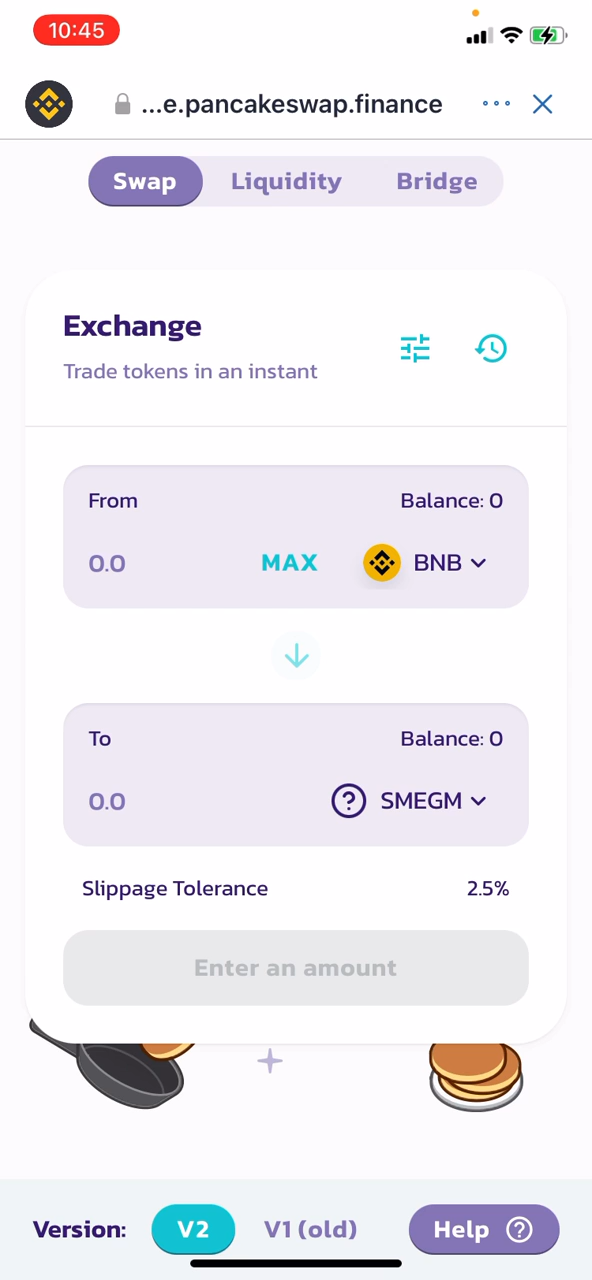 10:45
...e.pancakeswap.finance
Swap Liquidity Bridge
Exchange
Trade tokens in an instant
From Balance: 0
0.0 MAX BNB
To Balance: 0
0.0 ? SMEGM
Slippage Tolerance 2.5%
Enter an amount
Version: V2 V1 (old) Help ?